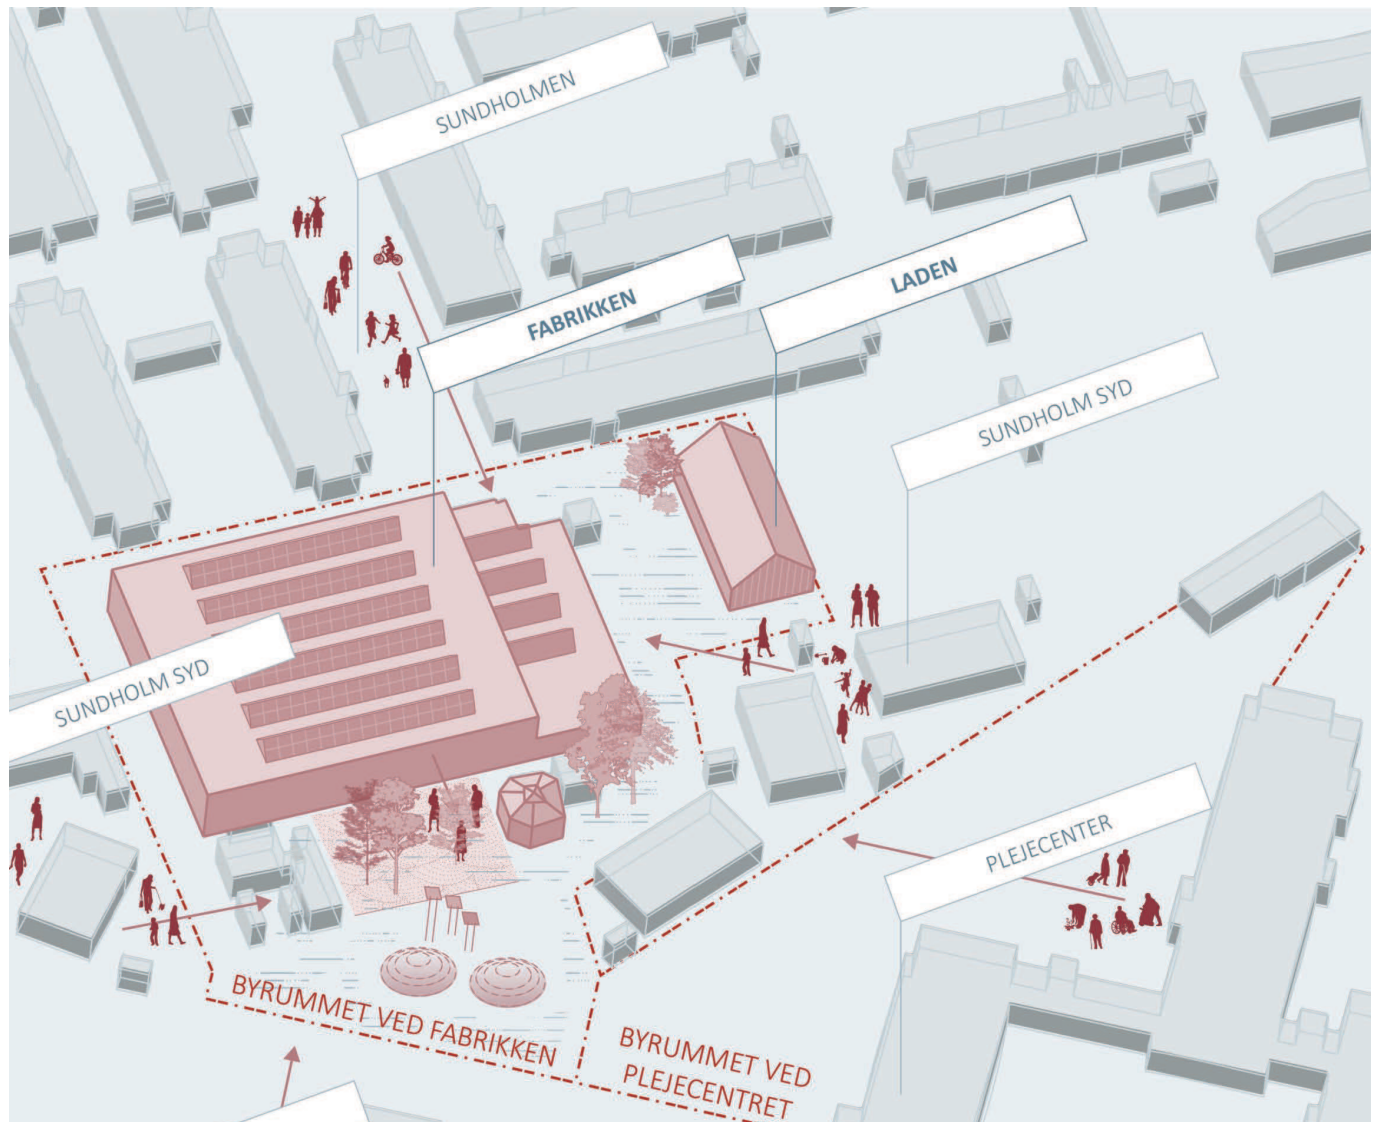 SUNDHOLMEN
FABRIKKEN
LADEN
SUNDHOLM SYD
SUNDHOLM SYD
PLEJECENTER
BYRUMMET VED FABRIKKEN
BYRUMMET VED
PLEJECENTRET